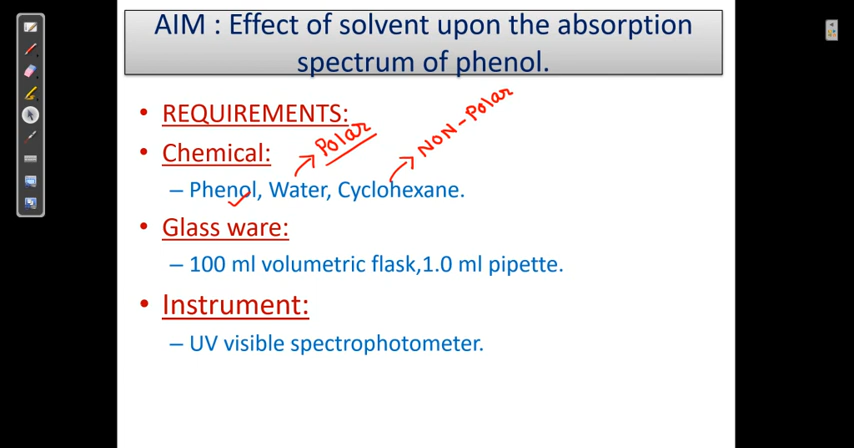 AIM : Effect of solvent upon the absorption
spectrum of phenol.
• REQUIREMENTS:
• Chemical:
Polar
NON-Polar
– Phenol, Water, Cyclohexane.
• Glass ware:
– 100 ml volumetric flask,1.0 ml pipette.
• Instrument:
– UV visible spectrophotometer.